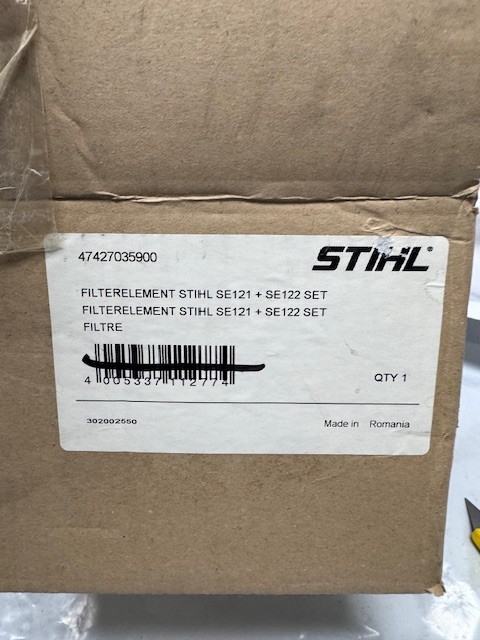 47427035900
STIHL®
FILTERELEMENT STIHL SE121 + SE122 SET
FILTERELEMENT STIHL SE121 + SE122 SET
FILTRE
4 005337 112774
QTY 1
302002550
Made in Romania